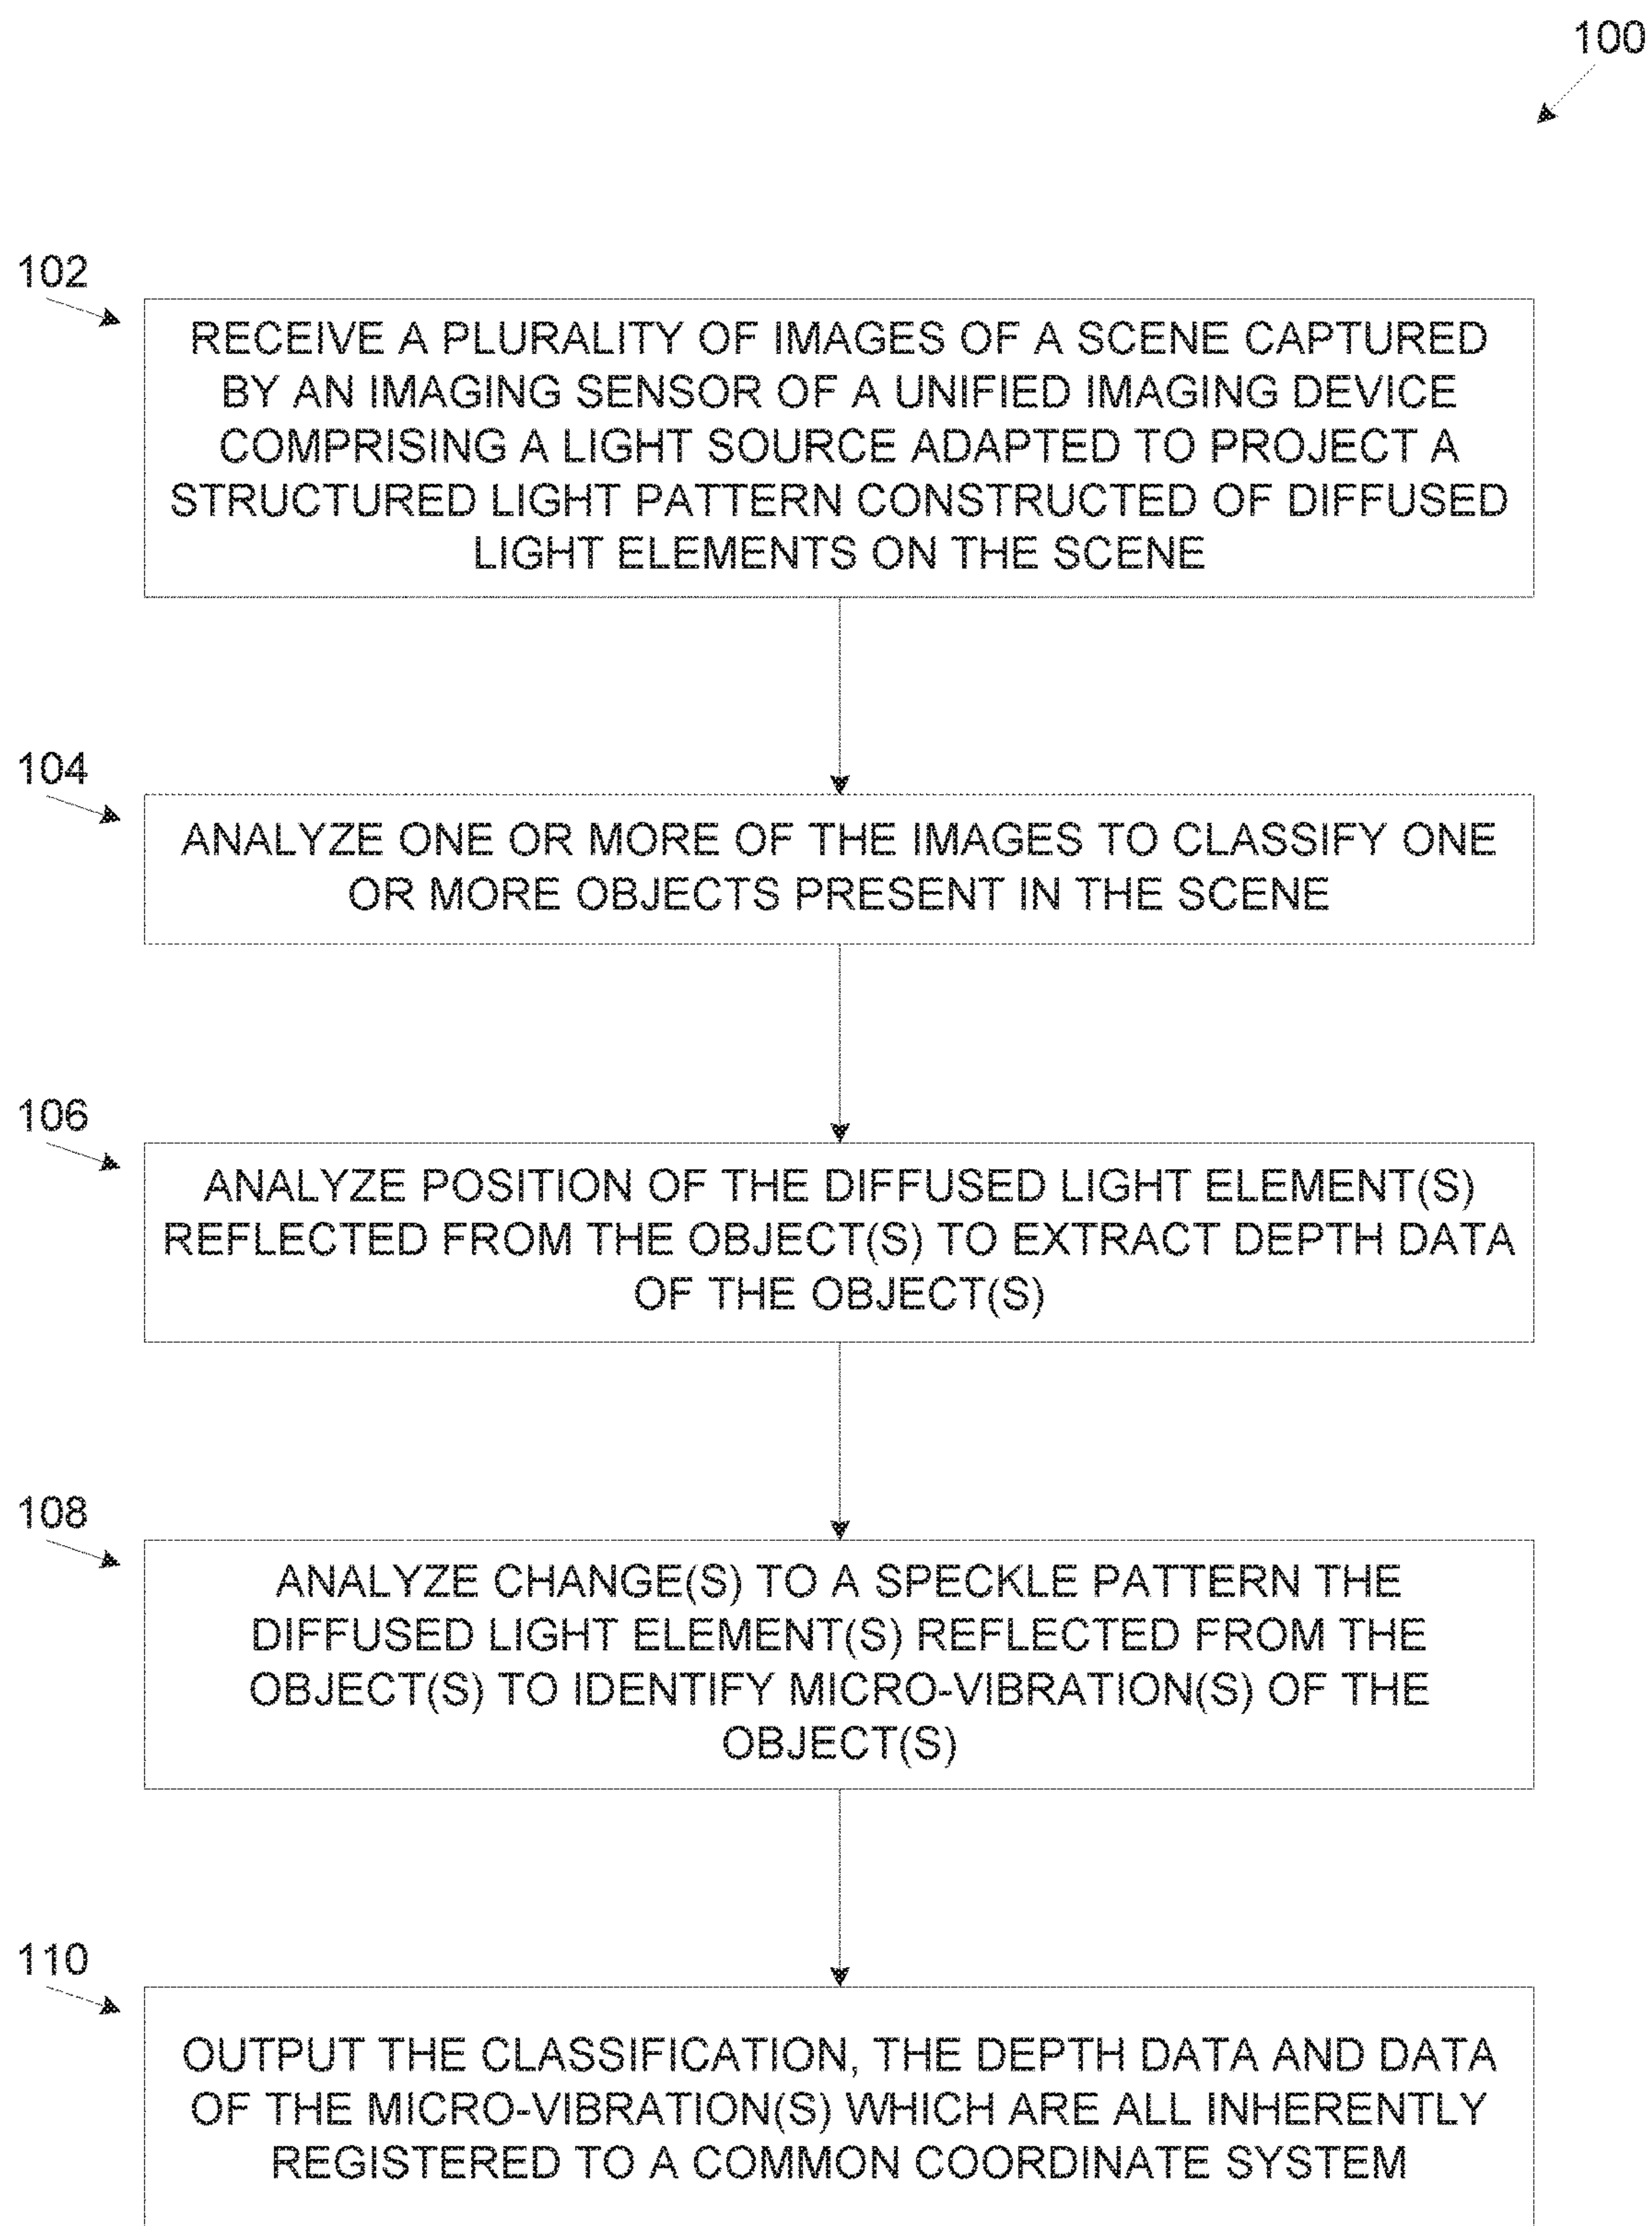 100
102
RECEIVE A PLURALITY OF IMAGES OF A SCENE CAPTURED
BY AN IMAGING SENSOR OF A UNIFIED IMAGING DEVICE
COMPRISING A LIGHT SOURCE ADAPTED TO PROJECT A
STRUCTURED LIGHT PATTERN CONSTRUCTED OF DIFFUSED
LIGHT ELEMENTS ON THE SCENE
104
ANALYZE ONE OR MORE OF THE IMAGES TO CLASSIFY ONE
OR MORE OBJECTS PRESENT IN THE SCENE
106
ANALYZE POSITION OF THE DIFFUSED LIGHT ELEMENT(S)
REFLECTED FROM THE OBJECT(S) TO EXTRACT DEPTH DATA
OF THE OBJECT(S)
108
ANALYZE CHANGE(S) TO A SPECKLE PATTERN THE
DIFFUSED LIGHT ELEMENT(S) REFLECTED FROM THE
OBJECT(S) TO IDENTIFY MICRO-VIBRATION(S) OF THE
OBJECT(S)
110
OUTPUT THE CLASSIFICATION, THE DEPTH DATA AND DATA
OF THE MICRO-VIBRATION(S) WHICH ARE ALL INHERENTLY
REGISTERED TO A COMMON COORDINATE SYSTEM